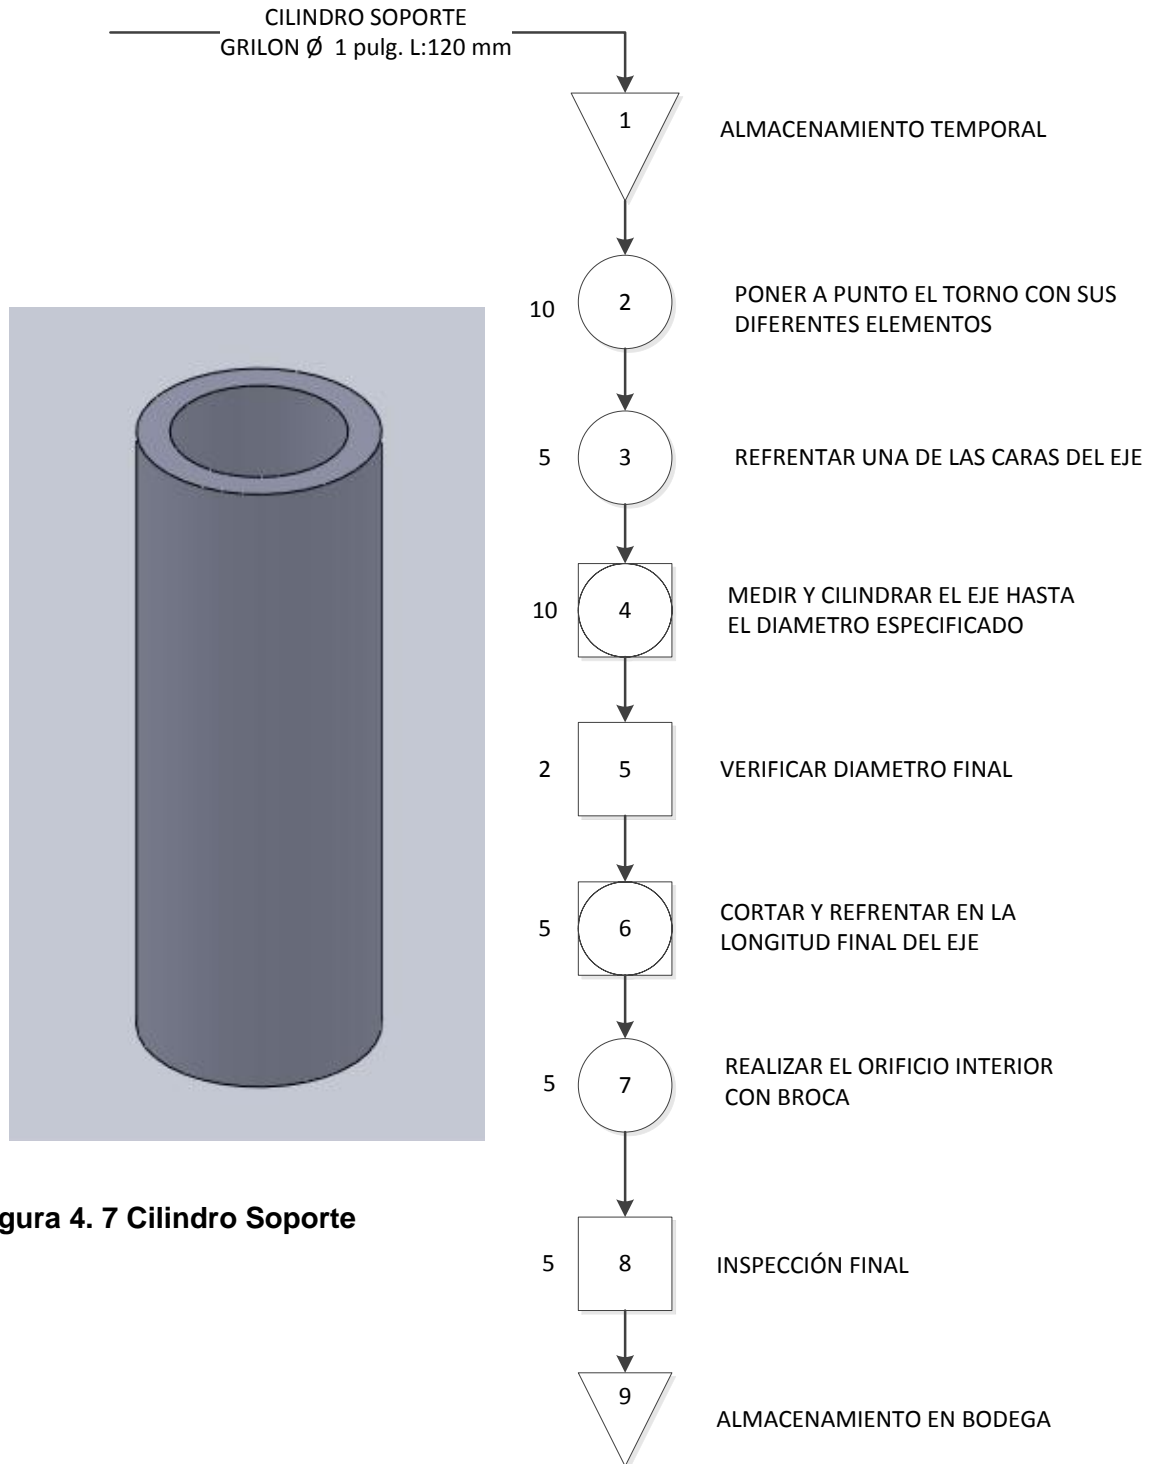 CILINDRO SOPORTE
GRILON Ø 1 pulg. L:120 mm
1
ALMACENAMIENTO TEMPORAL
10
2
PONER A PUNTO EL TORNO CON SUS
DIFERENTES ELEMENTOS
5
3
REFRENTAR UNA DE LAS CARAS DEL EJE
10
4
MEDIR Y CILINDRAR EL EJE HASTA
EL DIAMETRO ESPECIFICADO
2
5
VERIFICAR DIAMETRO FINAL
5
6
CORTAR Y REFRENTAR EN LA
LONGITUD FINAL DEL EJE
5
7
REALIZAR EL ORIFICIO INTERIOR
CON BROCA
gura 4. 7 Cilindro Soporte
5
8
INSPECCIÓN FINAL
9
ALMACENAMIENTO EN BODEGA